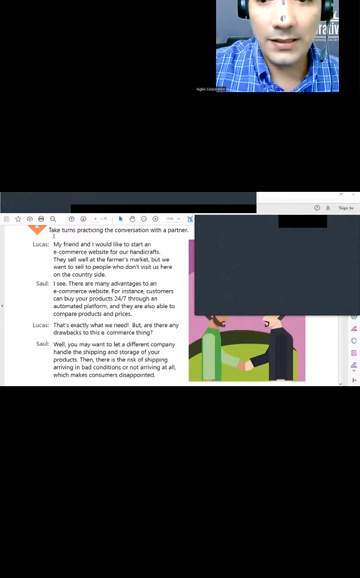 Sign In
Take turns practicing the conversation with a partner.
Lucas: My friend and I would like to start an
e-commerce website for our handicrafts.
They sell well at the farmer's market, but we
want to sell to people who don't visit us here
on the country side.
Saul: I see. There are many advantages to an
e-commerce website. For instance, customers
can buy your products 24/7 through an
automated platform, and they are also able to
compare products and prices.
Lucas: That's exactly what we need! But, are there any
drawbacks to this e commerce thing?
Saul: Well, you may want to let a different company
handle the shipping and storage of your
products. Then, there is the risk of shipping
arriving in bad conditions or not arriving at all,
which makes consumers disappointed.